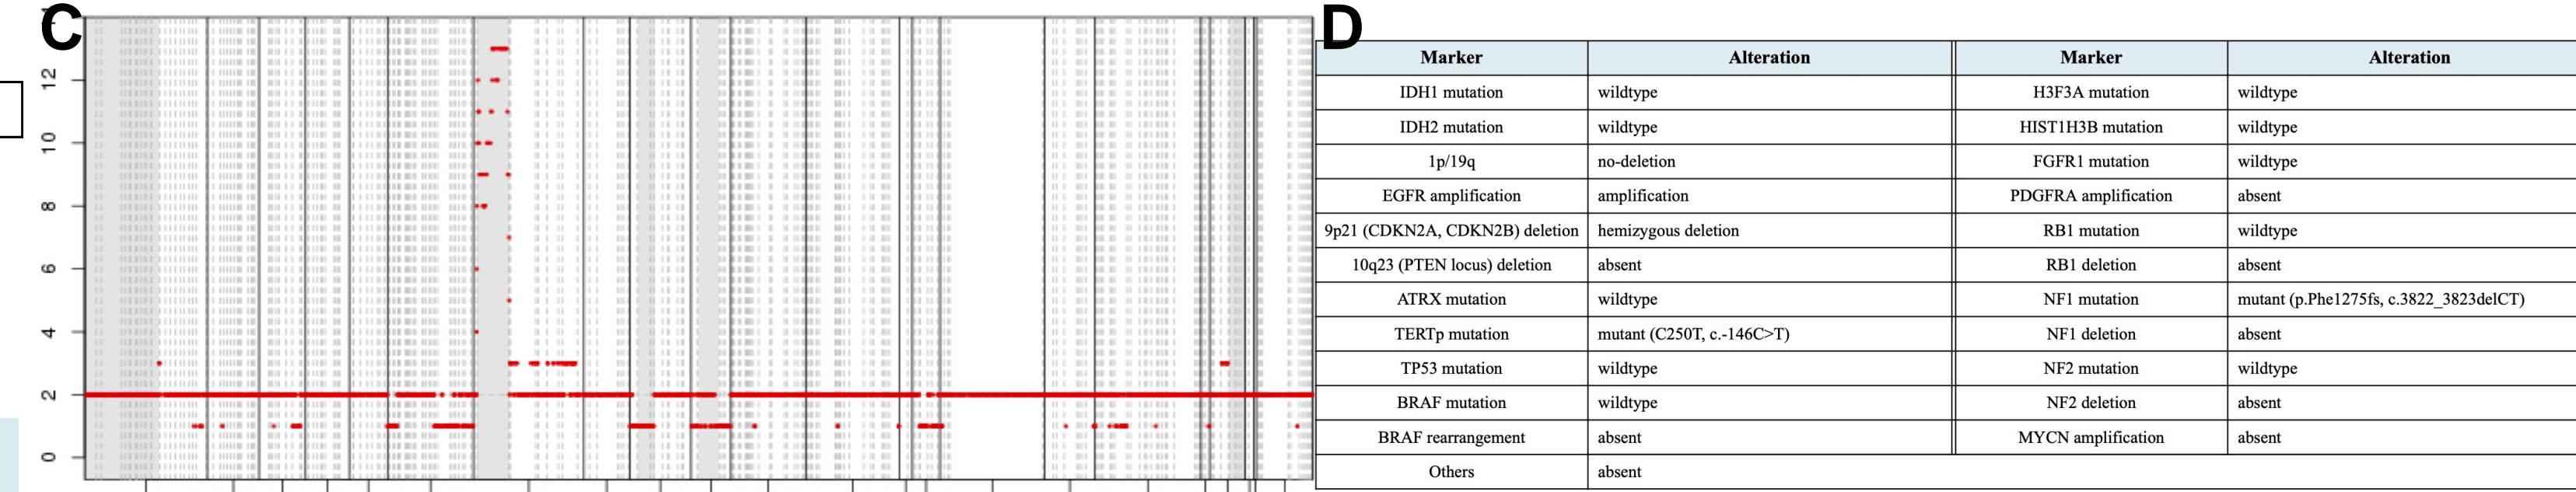 C
12
10
8
6
4
2
0
D
Marker Alteration Marker Alteration
IDH1 mutation wildtype H3F3A mutation wildtype
IDH2 mutation wildtype HIST1H3B mutation wildtype
1p/19q no-deletion FGFR1 mutation wildtype
EGFR amplification amplification PDGFRA amplification absent
9p21 (CDKN2A, CDKN2B) deletion hemizygous deletion RB1 mutation wildtype
10q23 (PTEN locus) deletion absent RB1 deletion absent
ATRX mutation wildtype NF1 mutation mutant (p.Phe1275fs, c.3822_3823delCT)
TERTp mutation mutant (C250T, c.-146C>T) NF1 deletion absent
TP53 mutation wildtype NF2 mutation wildtype
BRAF mutation wildtype NF2 deletion absent
BRAF rearrangement absent MYCN amplification absent
Others absent